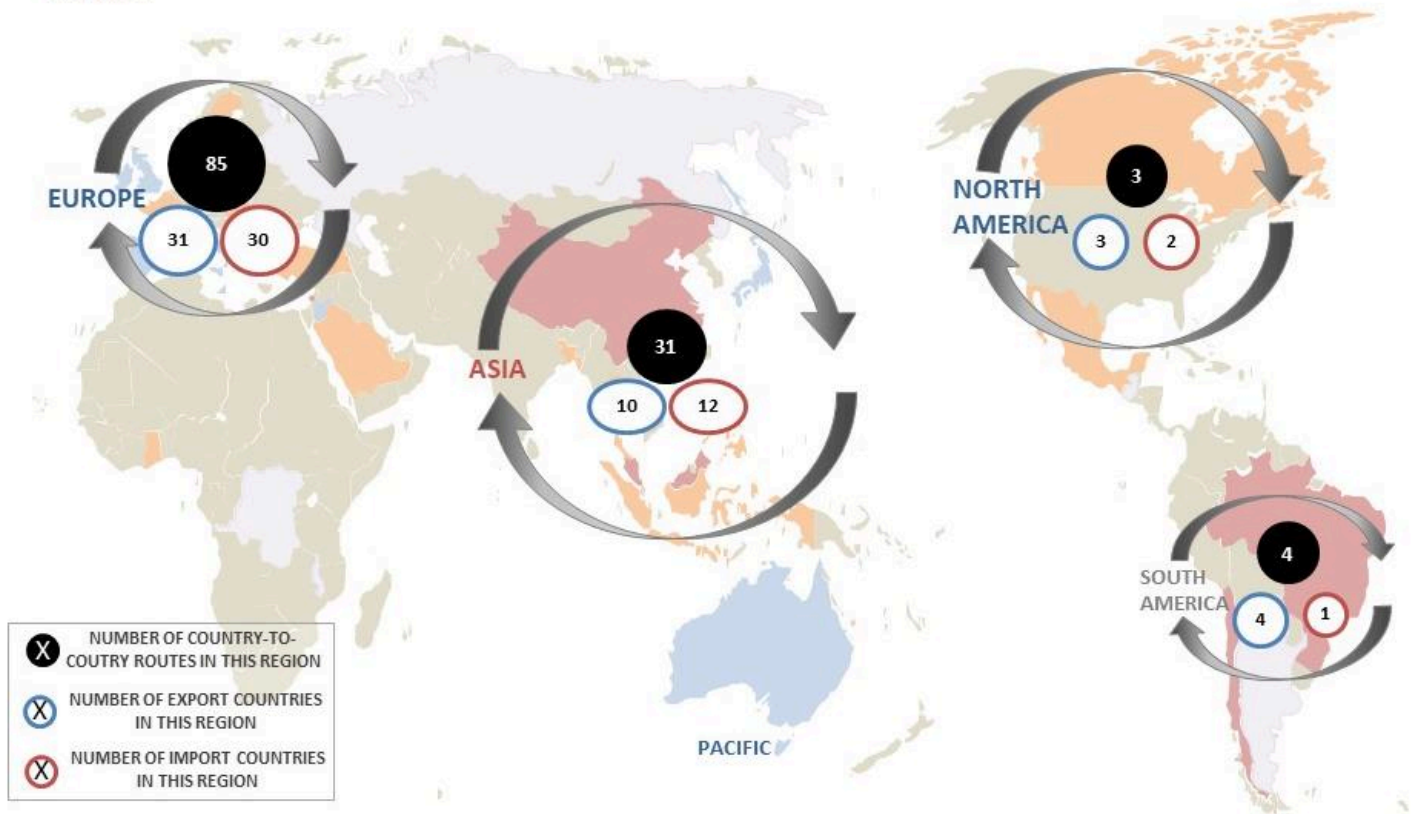 85
EUROPE
31
30
31
ASIA
10
12
3
NORTH
AMERICA
3
2
4
SOUTH
AMERICA
4
1
PACIFIC
X
NUMBER OF COUNTRY-TO-
COUTRY ROUTES IN THIS REGION
X
NUMBER OF EXPORT COUNTRIES
IN THIS REGION
X
NUMBER OF IMPORT COUNTRIES
IN THIS REGION